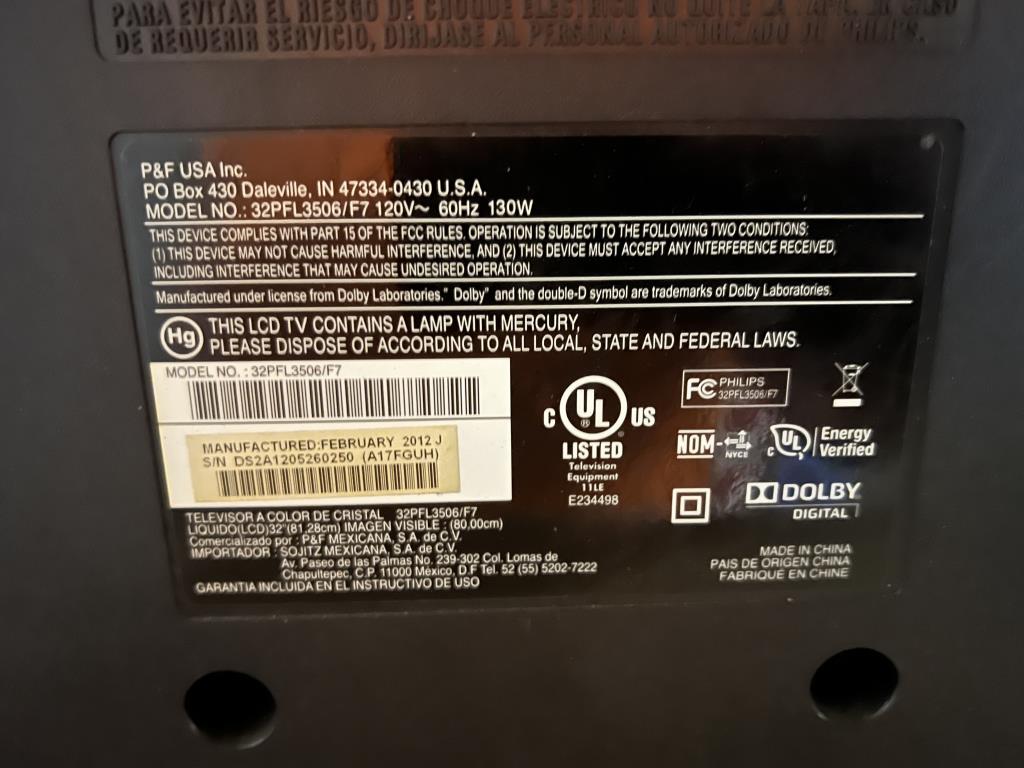 PARA EVITAR EL RIESGO DE CHOQUE ELECTRICO NO QUITE LA
DE REQUERIR SERVICIO, DIRIJASE AL PERSONAL AUTORIZADO
P&F USA Inc.
PO Box 430 Daleville, IN 47334-0430 U.S.A.
MODEL NO.: 32PFL3506/F7 120V~ 60Hz 130W
THIS DEVICE COMPLIES WITH PART 15 OF THE FCC RULES. OPERATION IS SUBJECT TO THE FOLLOWING TWO CONDITIONS:
(1) THIS DEVICE MAY NOT CAUSE HARMFUL INTERFERENCE, AND (2) THIS DEVICE MUST ACCEPT ANY INTERFERENCE RECEIVED,
INCLUDING INTERFERENCE THAT MAY CAUSE UNDESIRED OPERATION.
Manufactured under license from Dolby Laboratories." Dolby" and the double-D symbol are trademarks of Dolby Laboratories.
Hg THIS LCD TV CONTAINS A LAMP WITH MERCURY,
PLEASE DISPOSE OF ACCORDING TO ALL LOCAL, STATE AND FEDERAL LAWS.
MODEL NO. : 32PFL3506/F7
MANUFACTURED:FEBRUARY 2012 J
S/N DS2A1205260250 (A17FGUH)
C UL US
LISTED
Television
Equipment
11LE
E234498
FC PHILIPS
32PFL3506/F7
NOM-
NYCE
c UL Energy
Verified
DOLBY
DIGITAL
TELEVISOR A COLOR DE CRISTAL 32PFL3506/F7
LIQUIDO(LCD)32"(81,28cm) IMAGEN VISIBLE : (80,00cm)
Comercializado por : P&F MEXICANA, S.A. de C.V.
IMPORTADOR : SOJITZ MEXICANA, S.A. de C.V.
Av. Paseo de las Palmas No. 239-302 Col. Lomas de
Chapultepec, C.P. 11000 México, D.F Tel. 52 (55) 5202-7222
GARANTIA INCLUIDA EN EL INSTRUCTIVO DE USO
MADE IN CHINA
PAIS DE ORIGEN CHINA
FABRIQUE EN CHINE